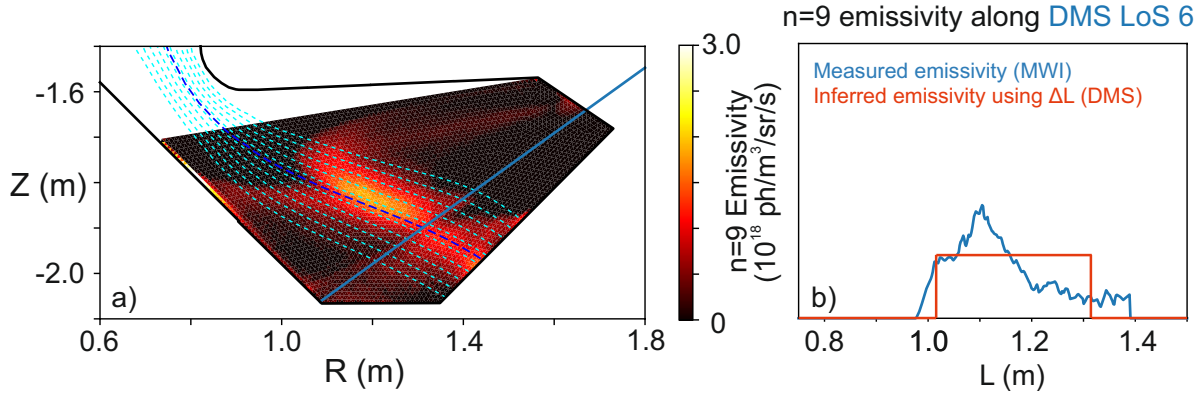 n=9 emissivity along DMS LoS 6
-1.6
-2.0
Z (m)
a)
0.6 1.0 1.4 1.8
R (m)
3.0
0
n=9 Emissivity
(10¹⁸ ph/m³/sr/s)
Measured emissivity (MWI)
Inferred emissivity using ΔL (DMS)
b)
0.8 1.0 1.2 1.4
L (m)